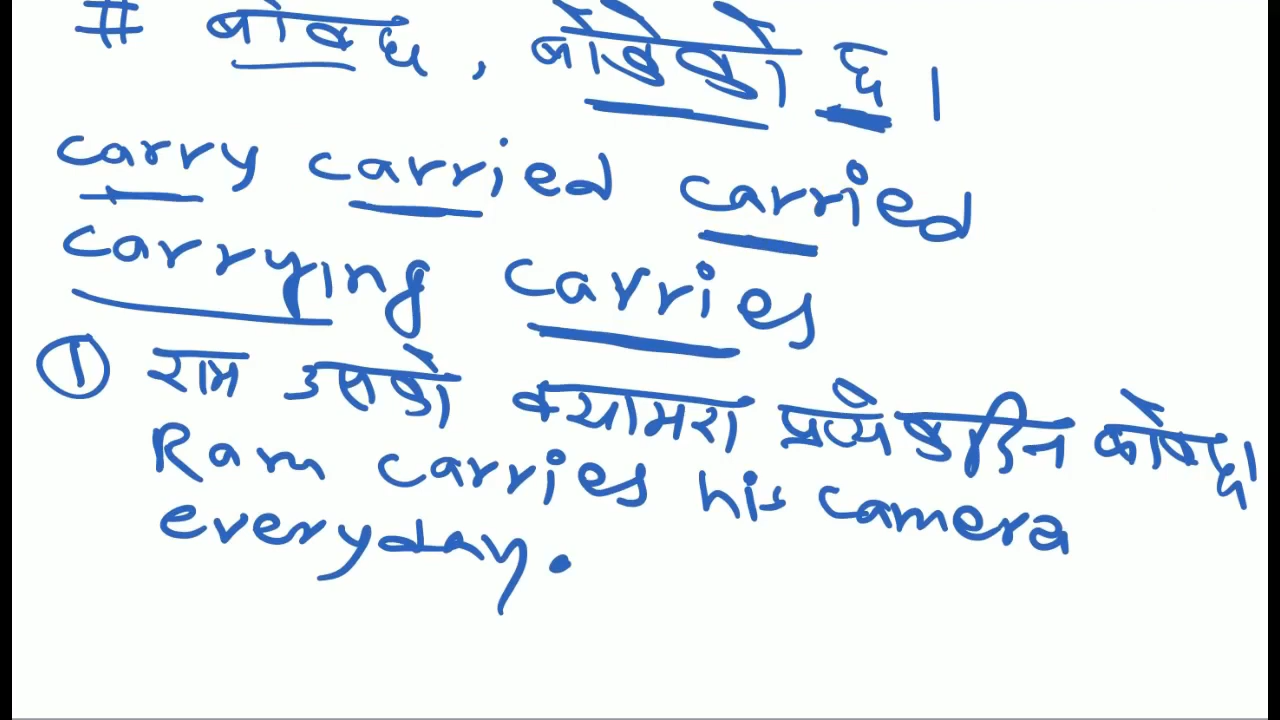 # बोक्छ, बोकेको छ।
carry carried carried
carrying carries
① राम उसको क्यामरा प्रत्येकदिन बोक्छ।
Ram carries his camera
everyday.